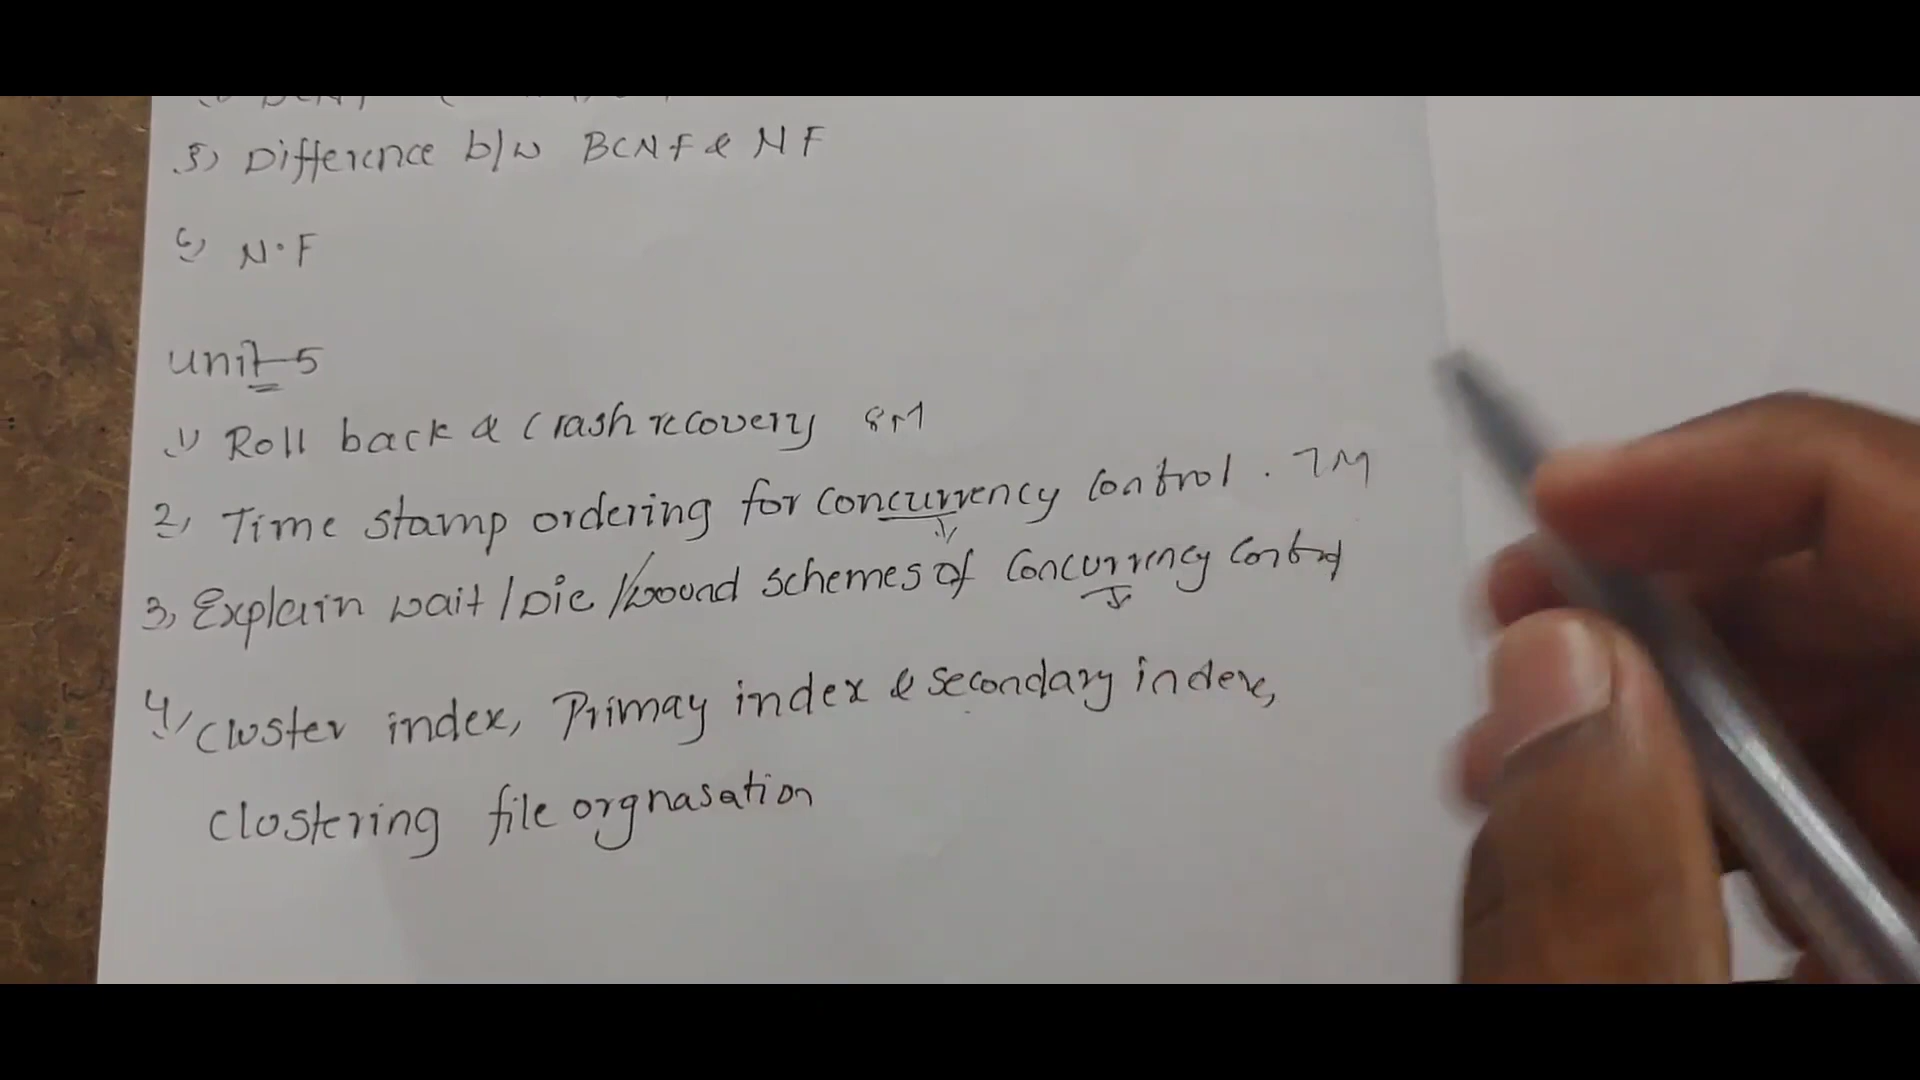 5) Difference b/w BCNF & NF
6) N.F
Unit-5
1) Roll back & Crash recovery 8M
2, Time stamp ordering for concurrency control. 7M
3, Explain wait/Die/wound schemes of Concurrency Control
4, Cluster index, Primay index & Secondary index,
clostering file orgnasation